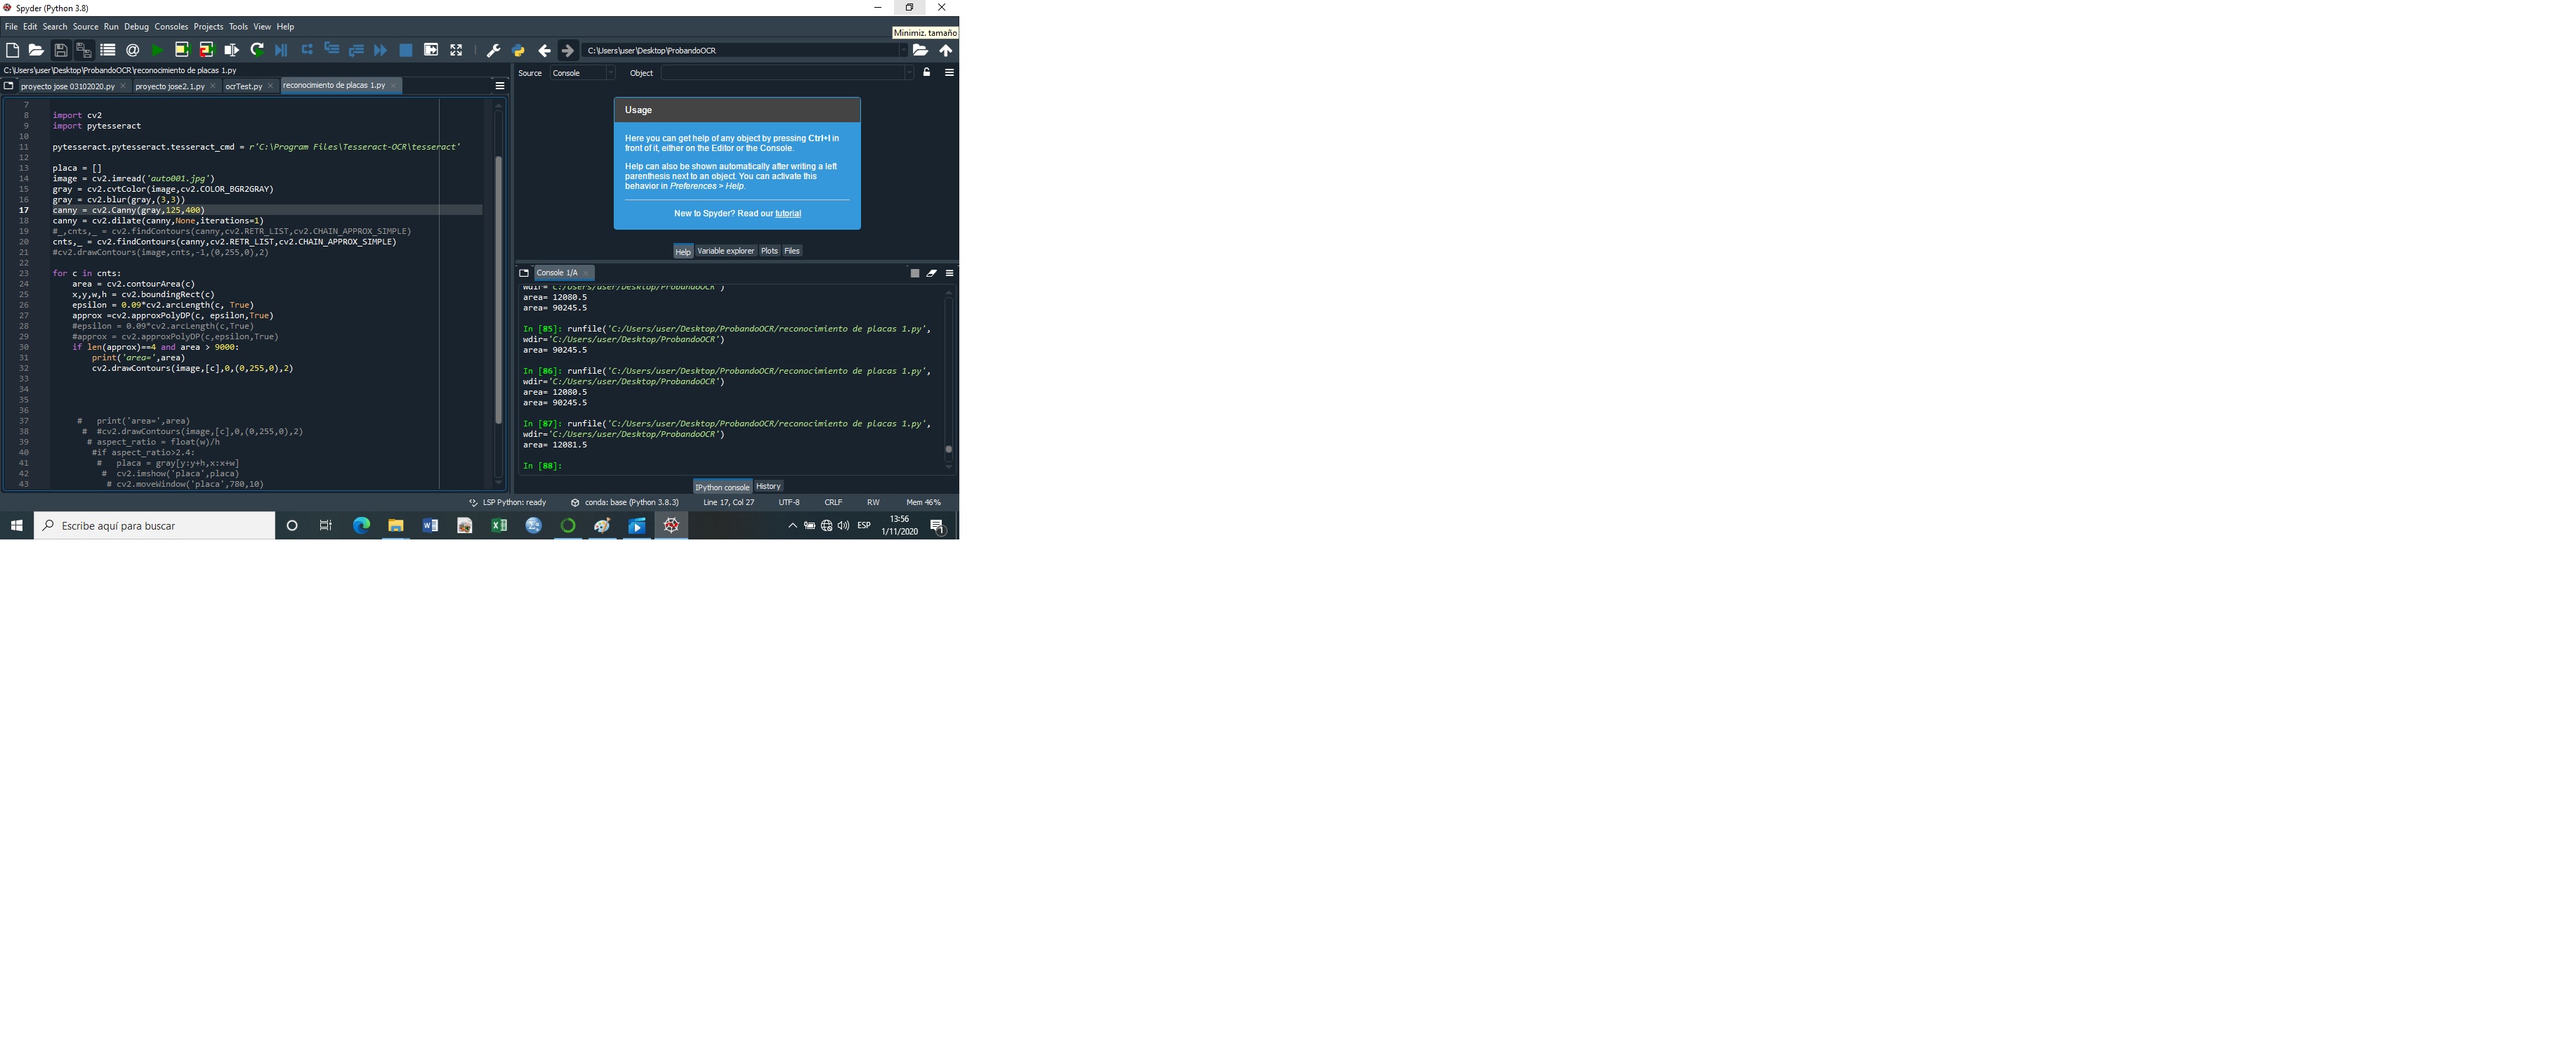 Spyder (Python 3.8)
File Edit Search Source Run Debug Consoles Projects Tools View Help
Minimiz. tamaño
C:\Users\user\Desktop\ProbandoOCR
C:\Users\user\Desktop\ProbandoOCR\reconocimiento de placas 1.py
proyecto jose 03102020.py proyecto jose2.1.py ocrTest.py reconocimiento de placas 1.py
7
8 import cv2
9 import pytesseract
10
11 pytesseract.pytesseract.tesseract_cmd = r'C:\Program Files\Tesseract-OCR\tesseract'
12
13 placa = []
14 image = cv2.imread('auto001.jpg')
15 gray = cv2.cvtColor(image,cv2.COLOR_BGR2GRAY)
16 gray = cv2.blur(gray,(3,3))
17 canny = cv2.Canny(gray,125,400)
18 canny = cv2.dilate(canny,None,iterations=1)
19 #_,cnts,_ = cv2.findContours(canny,cv2.RETR_LIST,cv2.CHAIN_APPROX_SIMPLE)
20 cnts,_ = cv2.findContours(canny,cv2.RETR_LIST,cv2.CHAIN_APPROX_SIMPLE)
21 #cv2.drawContours(image,cnts,-1,(0,255,0),2)
22
23 for c in cnts:
24 area = cv2.contourArea(c)
25 x,y,w,h = cv2.boundingRect(c)
26 epsilon = 0.09*cv2.arcLength(c, True)
27 approx =cv2.approxPolyDP(c, epsilon,True)
28 #epsilon = 0.09*cv2.arcLength(c,True)
29 #approx = cv2.approxPolyDP(c,epsilon,True)
30 if len(approx)==4 and area > 9000:
31 print('area=',area)
32 cv2.drawContours(image,[c],0,(0,255,0),2)
33
34
35
36
37 # print('area=',area)
38 # #cv2.drawContours(image,[c],0,(0,255,0),2)
39 # aspect_ratio = float(w)/h
40 #if aspect_ratio>2.4:
41 # placa = gray[y:y+h,x:x+w]
42 # cv2.imshow('placa',placa)
43 # cv2.moveWindow('placa',780,10)
Source Console Object
Usage
Here you can get help of any object by pressing Ctrl+I in
front of it, either on the Editor or the Console.
Help can also be shown automatically after writing a left
parenthesis next to an object. You can activate this
behavior in Preferences > Help.
New to Spyder? Read our tutorial
Help Variable explorer Plots Files
Console 1/A
wdir='C:/Users/user/Desktop/ProbandoOCR')
area= 12080.5
area= 90245.5
In [85]: runfile('C:/Users/user/Desktop/ProbandoOCR/reconocimiento de placas 1.py',
wdir='C:/Users/user/Desktop/ProbandoOCR')
area= 90245.5
In [86]: runfile('C:/Users/user/Desktop/ProbandoOCR/reconocimiento de placas 1.py',
wdir='C:/Users/user/Desktop/ProbandoOCR')
area= 12080.5
area= 90245.5
In [87]: runfile('C:/Users/user/Desktop/ProbandoOCR/reconocimiento de placas 1.py',
wdir='C:/Users/user/Desktop/ProbandoOCR')
area= 12081.5
In [88]:
IPython console History
LSP Python: ready conda: base (Python 3.8.3) Line 17, Col 27 UTF-8 CRLF RW Mem 46%
Escribe aquí para buscar
ESP
13:56
1/11/2020
1